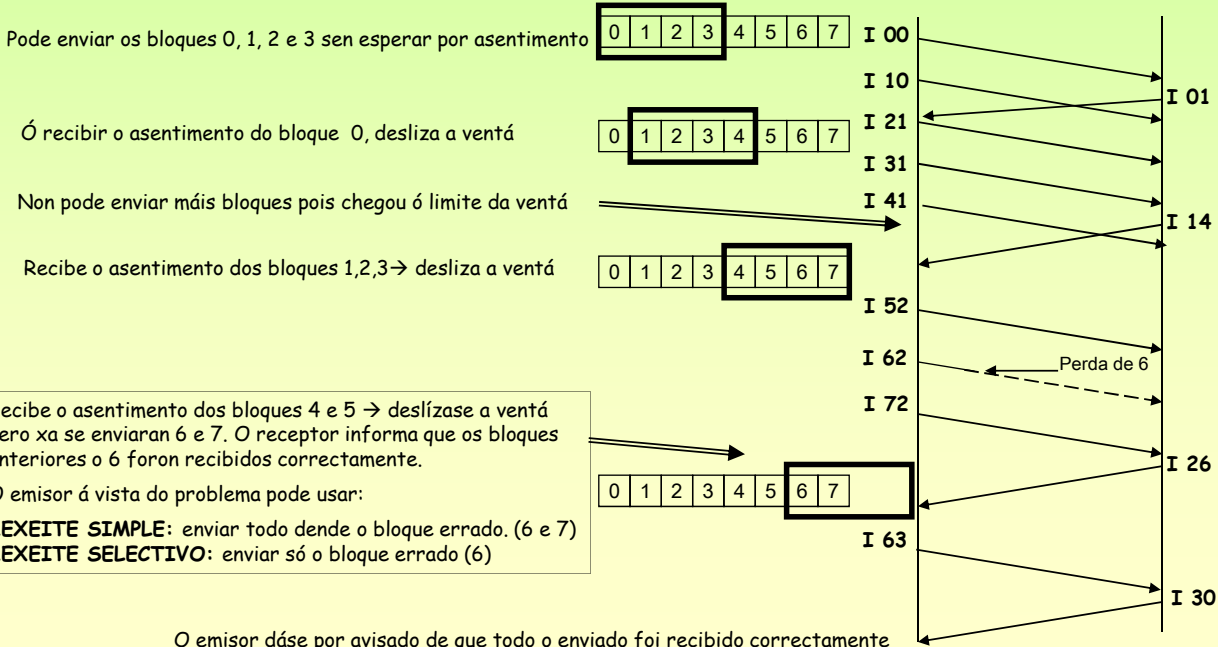 Pode enviar os bloques 0, 1, 2 e 3 sen esperar por asentimento
0 1 2 3 4 5 6 7
I 00
I 10
I 01
Ó recibir o asentimento do bloque 0, desliza a ventá
0 1 2 3 4 5 6 7
I 21
I 31
Non pode enviar máis bloques pois chegou ó limite da ventá
I 41
I 14
Recibe o asentimento dos bloques 1,2,3→ desliza a ventá
0 1 2 3 4 5 6 7
I 52
I 62
Perda de 6
I 72
ecibe o asentimento dos bloques 4 e 5 → deslízase a ventá
ero xa se enviaran 6 e 7. O receptor informa que os bloques
nteriores o 6 foron recibidos correctamente.
O emisor á vista do problema pode usar:
EXEITE SIMPLE: enviar todo dende o bloque errado. (6 e 7)
EXEITE SELECTIVO: enviar só o bloque errado (6)
I 26
0 1 2 3 4 5 6 7
I 63
I 30
O emisor dáse por avisado de que todo o enviado foi recibido correctamente